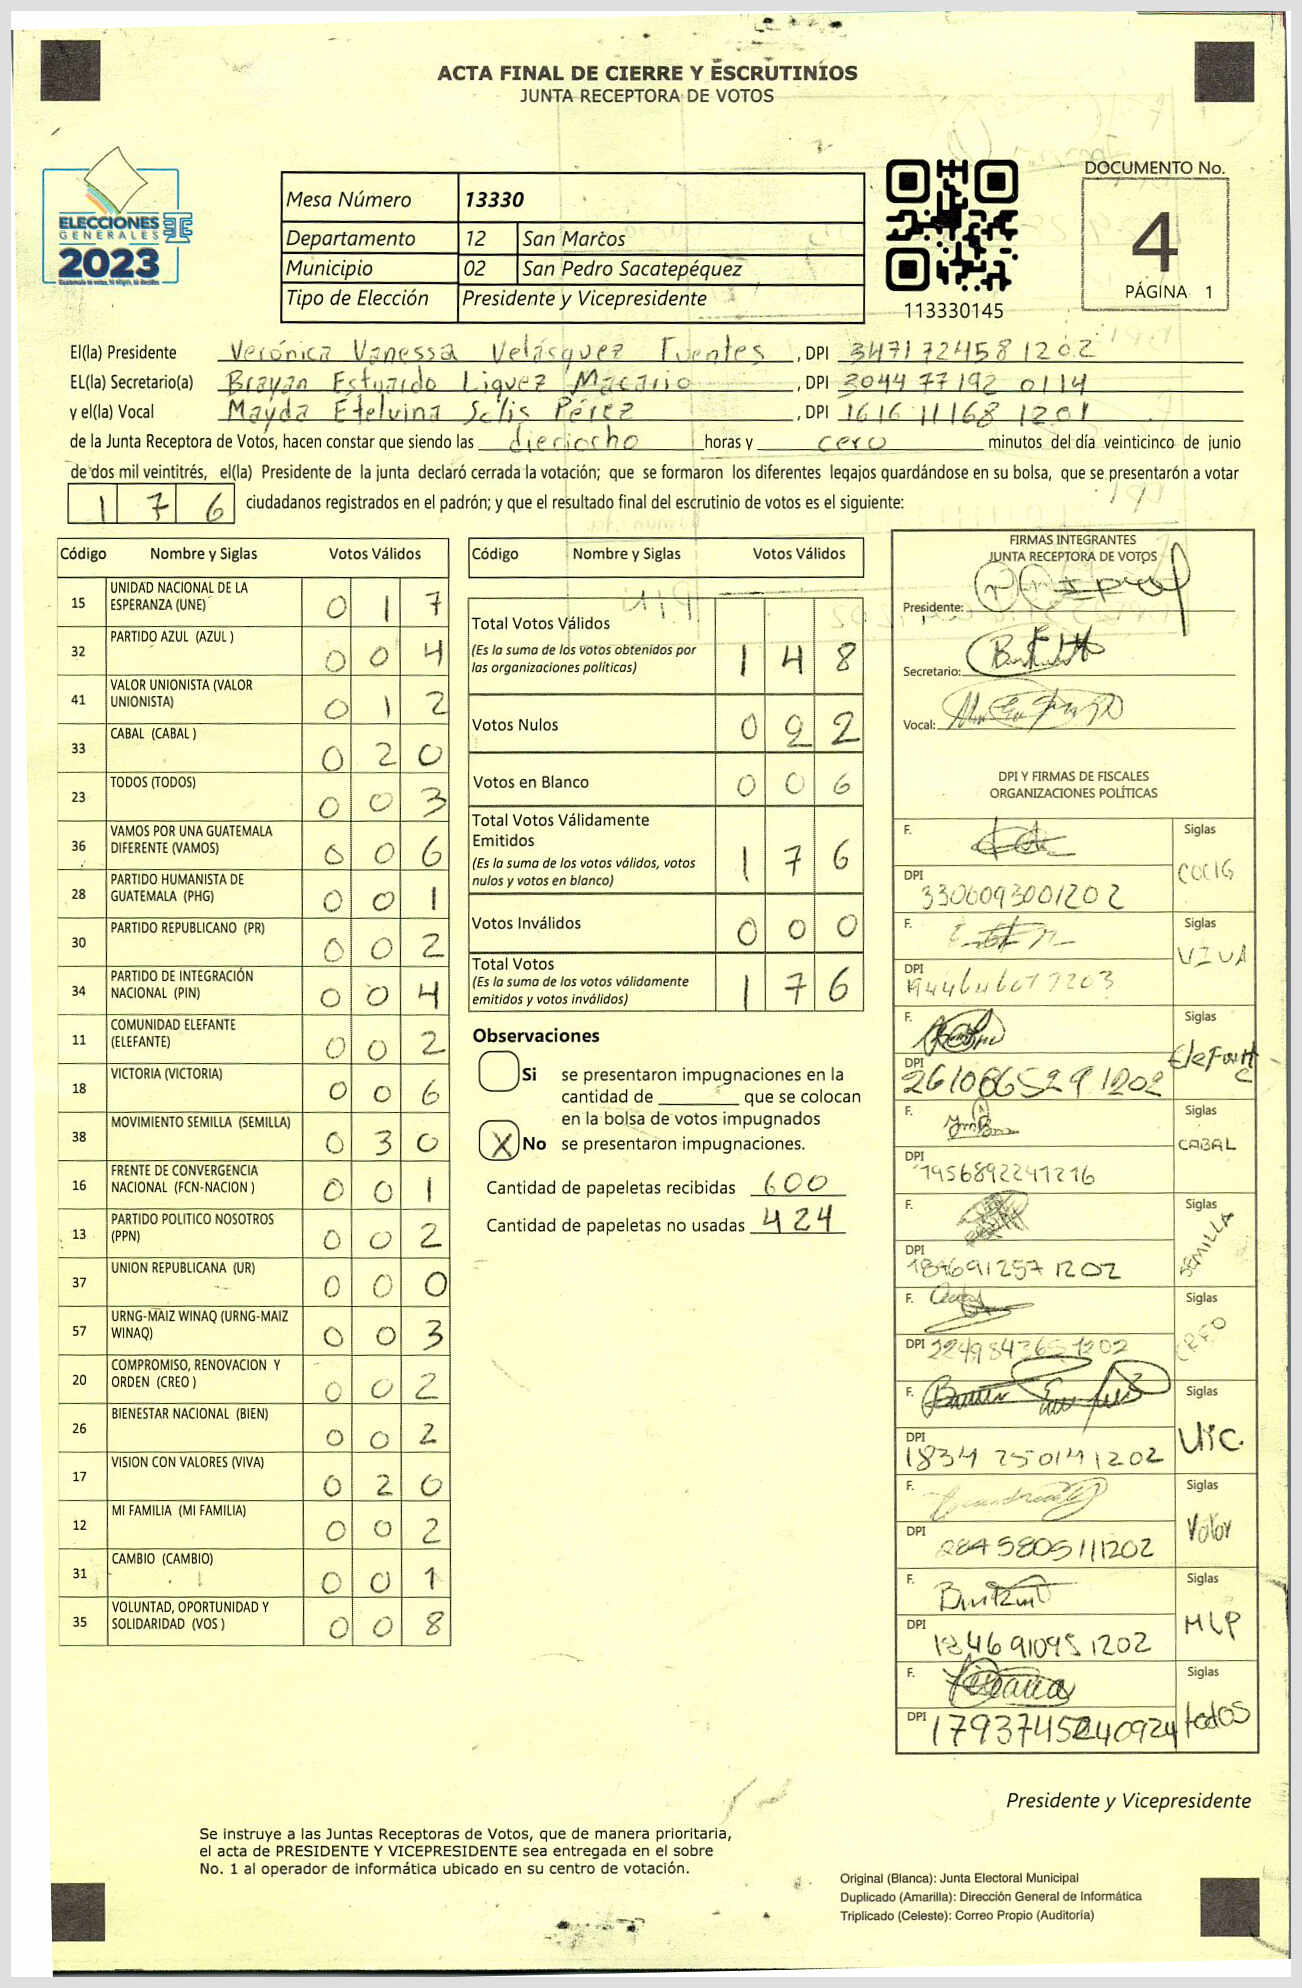 ACTA FINAL DE CIERRE Y ESCRUTINIOS
JUNTA RECEPTORA DE VOTOS
ELECCIONES
GENERALES
2023
Mesa Número 13330
Departamento 12 San Marcos
Municipio 02 San Pedro Sacatepéquez
Tipo de Elección Presidente y Vicepresidente
113330145
DOCUMENTO No.
4
PÁGINA 1
El(la) Presidente Verónica Vanessa Velásquez Fuentes, DPI 3471724581202
EL(la) Secretario(a) Brayan Estuardo Liquez Macario, DPI 3044 77192 0114
y el(la) Vocal Mayda Etelvina Solis Pérez, DPI 1616 11168 1201
de la Junta Receptora de Votos, hacen constar que siendo las dieciocho horas y cero minutos del día veinticinco de junio
de dos mil veintitrés, el(la) Presidente de la junta declaró cerrada la votación; que se formaron los diferentes legajos guardándose en su bolsa, que se presentarón a votar
176 ciudadanos registrados en el padrón; y que el resultado final del escrutinio de votos es el siguiente:
Código Nombre y Siglas Votos Válidos
15 UNIDAD NACIONAL DE LA ESPERANZA (UNE) 0 1 7
32 PARTIDO AZUL (AZUL ) 0 0 4
41 VALOR UNIONISTA (VALOR UNIONISTA) 0 1 2
33 CABAL (CABAL ) 0 2 0
23 TODOS (TODOS) 0 0 3
36 VAMOS POR UNA GUATEMALA DIFERENTE (VAMOS) 0 0 6
28 PARTIDO HUMANISTA DE GUATEMALA (PHG) 0 0 1
30 PARTIDO REPUBLICANO (PR) 0 0 2
34 PARTIDO DE INTEGRACIÓN NACIONAL (PIN) 0 0 4
11 COMUNIDAD ELEFANTE (ELEFANTE) 0 0 2
18 VICTORIA (VICTORIA) 0 0 6
38 MOVIMIENTO SEMILLA (SEMILLA) 0 3 0
16 FRENTE DE CONVERGENCIA NACIONAL (FCN-NACION ) 0 0 1
13 PARTIDO POLITICO NOSOTROS (PPN) 0 0 2
37 UNION REPUBLICANA (UR) 0 0 0
57 URNG-MAIZ WINAQ (URNG-MAIZ WINAQ) 0 0 3
20 COMPROMISO, RENOVACION Y ORDEN (CREO ) 0 0 2
26 BIENESTAR NACIONAL (BIEN) 0 0 2
17 VISION CON VALORES (VIVA) 0 2 0
12 MI FAMILIA (MI FAMILIA) 0 0 2
31 CAMBIO (CAMBIO) 0 0 1
35 VOLUNTAD, OPORTUNIDAD Y SOLIDARIDAD (VOS ) 0 0 8
Código Nombre y Siglas Votos Válidos
Total Votos Válidos 1 4 8
(Es la suma de los votos obtenidos por
las organizaciones políticas)
Votos Nulos 0 2 2
Votos en Blanco 0 0 6
Total Votos Válidamente
Emitidos 1 7 6
(Es la suma de los votos válidos, votos
nulos y votos en blanco)
Votos Inválidos 0 0 0
Total Votos 1 7 6
(Es la suma de los votos válidamente
emitidos y votos inválidos)
Observaciones
Si se presentaron impugnaciones en la
cantidad de ________ que se colocan
en la bolsa de votos impugnados
X No se presentaron impugnaciones.
Cantidad de papeletas recibidas 600
Cantidad de papeletas no usadas 424
FIRMAS INTEGRANTES
JUNTA RECEPTORA DE VOTOS
Presidente:
Secretario:
Vocal:
DPI Y FIRMAS DE FISCALES
ORGANIZACIONES POLÍTICAS
F. Siglas
DPI 3306093001202
F. Siglas VIVA
DPI
F. Siglas Elefante
DPI 2610665291202
F. Siglas CABAL
DPI 1956892241216
F. Siglas SEMILLA
DPI
F. Siglas CREO
DPI 2249843651202
F. Siglas Vic.
DPI 1834 250141202
F. Siglas Valor
DPI 2845805111202
F. Siglas MLP
DPI 1846910951202
F. Siglas todos
DPI 1793745240924
Presidente y Vicepresidente
Se instruye a las Juntas Receptoras de Votos, que de manera prioritaria,
el acta de PRESIDENTE Y VICEPRESIDENTE sea entregada en el sobre
No. 1 al operador de informática ubicado en su centro de votación.
Original (Blanca): Junta Electoral Municipal
Duplicado (Amarilla): Dirección General de Informática
Triplicado (Celeste): Correo Propio (Auditoría)